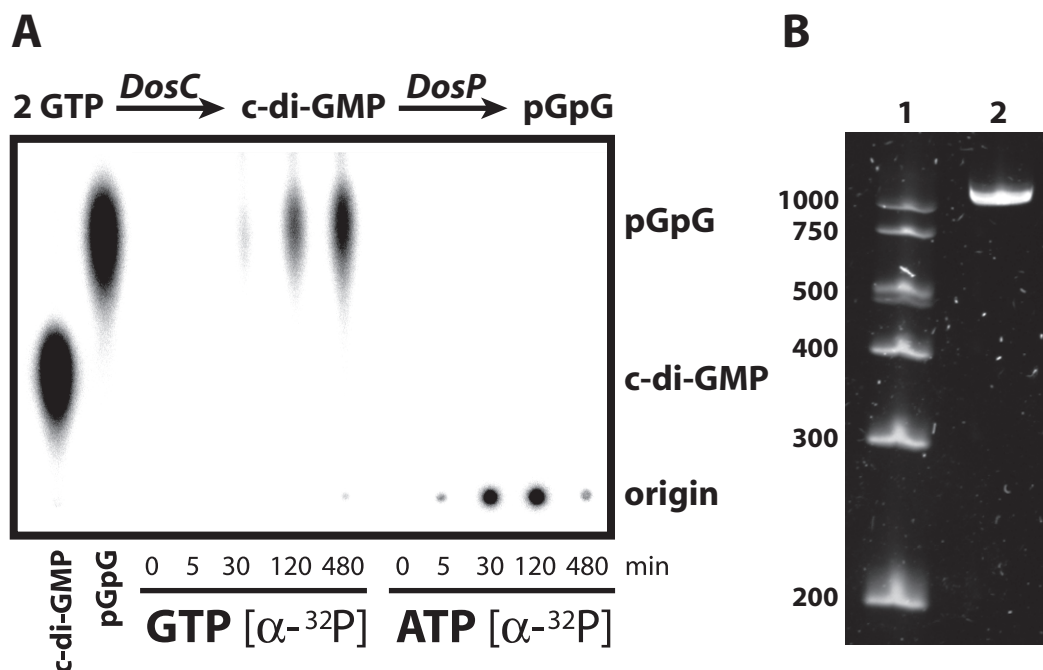 A
B
DosC
DosP
2 GTP
c-di-GMP
pGpG
1
2
pGpG
c-di-GMP
origin
1000
750
500
400
300
200
c-di-GMP
pGpG
0 5 30 120 480
0 5 30 120 480
min
GTP [α-³²P]
ATP [α-³²P]